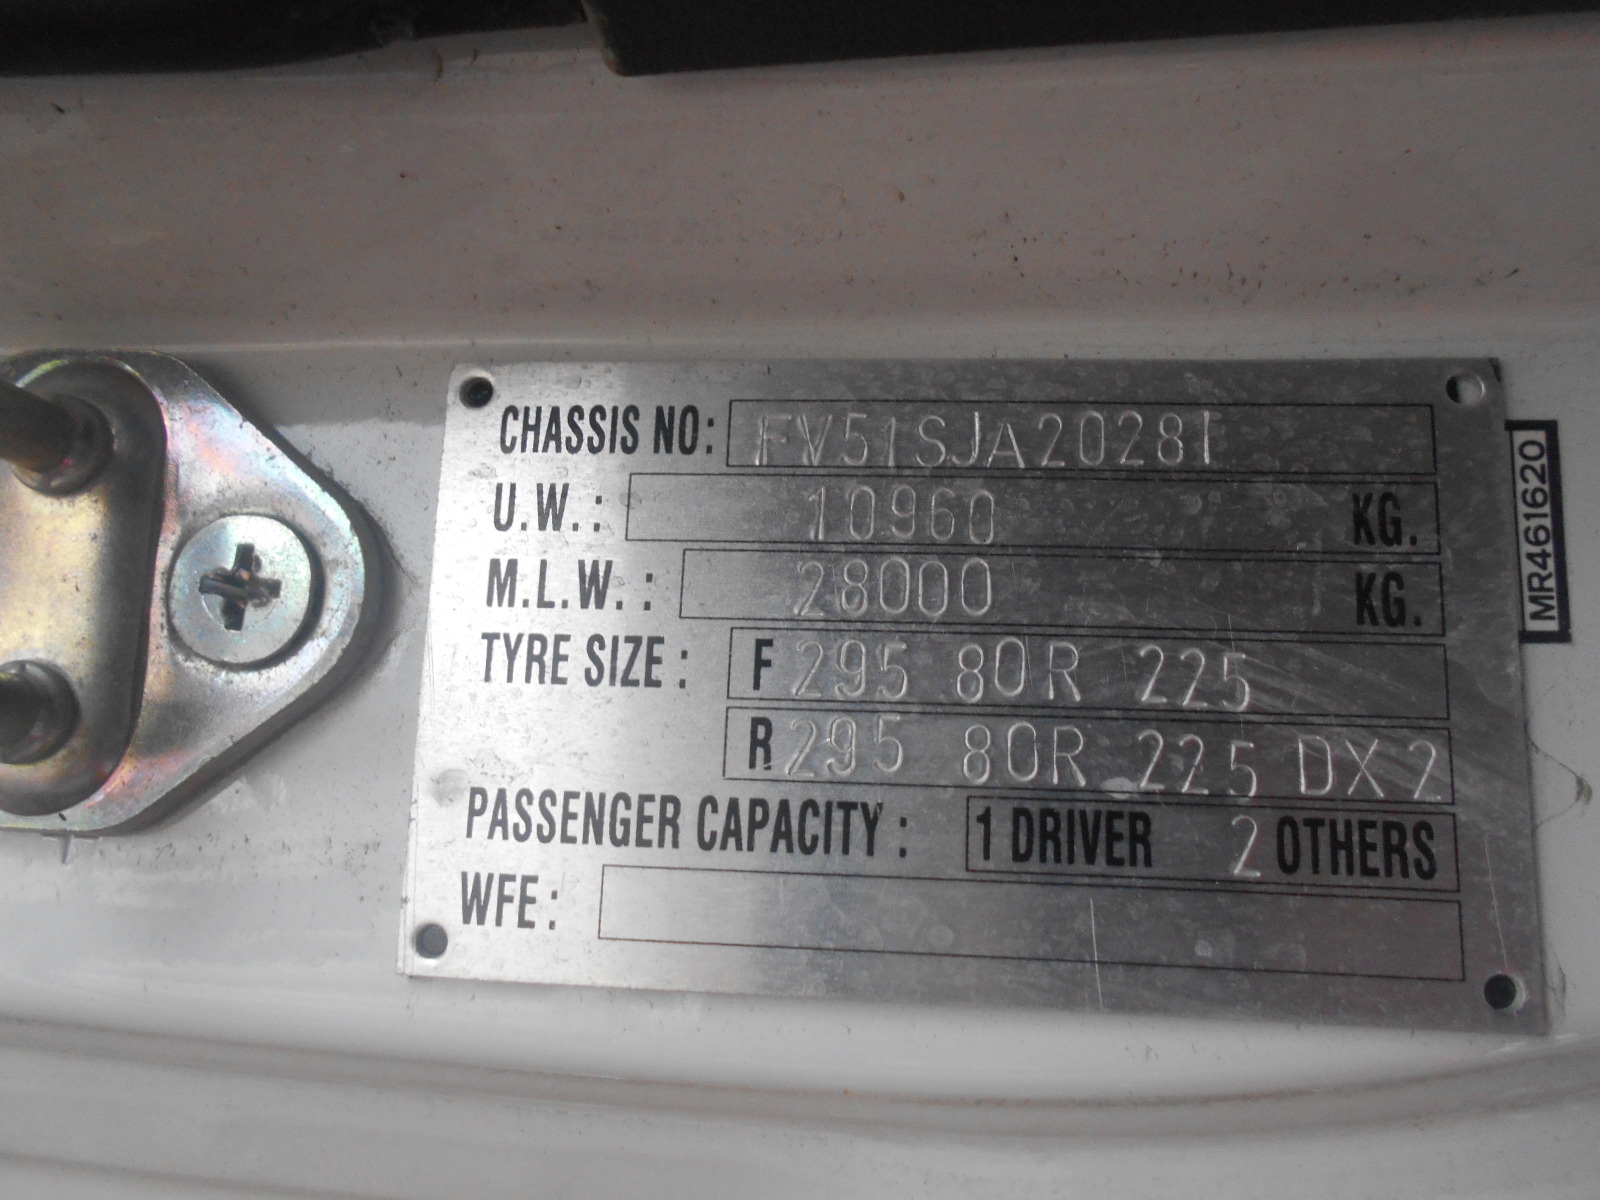 CHASSIS NO: FV51SJA20281
U.W.: 10960 KG.
M.L.W.: 28000 KG.
TYRE SIZE: F 295 80R 225
R 295 80R 225 DX2
PASSENGER CAPACITY: 1 DRIVER 2 OTHERS
WFE:
MR461620